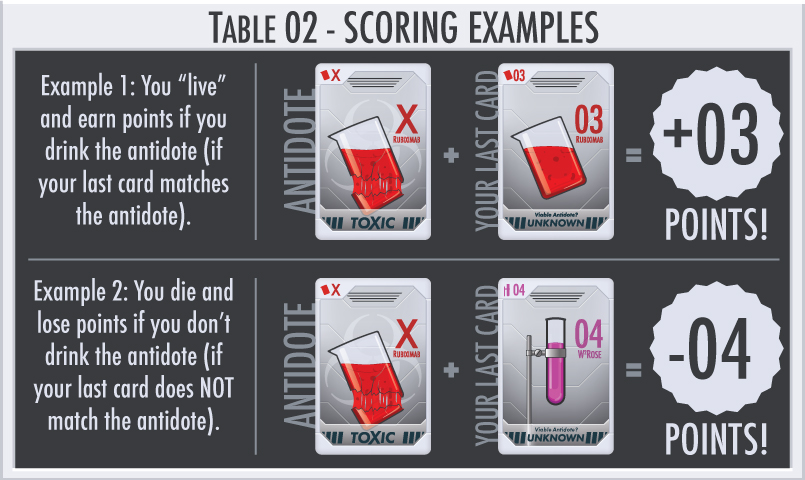 TABLE 02 - SCORING EXAMPLES
Example 1: You “live”
and earn points if you
drink the antidote (if
your last card matches
the antidote).
ANTIDOTE
X
X
RUBOXIMAB
TOXIC
+
YOUR LAST CARD
03
03
RUBOXIMAB
Viable Antidote?
UNKNOWN
=
+03
POINTS!
Example 2: You die and
lose points if you don’t
drink the antidote (if
your last card does NOT
match the antidote).
ANTIDOTE
X
X
RUBOXIMAB
TOXIC
+
YOUR LAST CARD
04
04
Viable Antidote?
UNKNOWN
=
-04
POINTS!